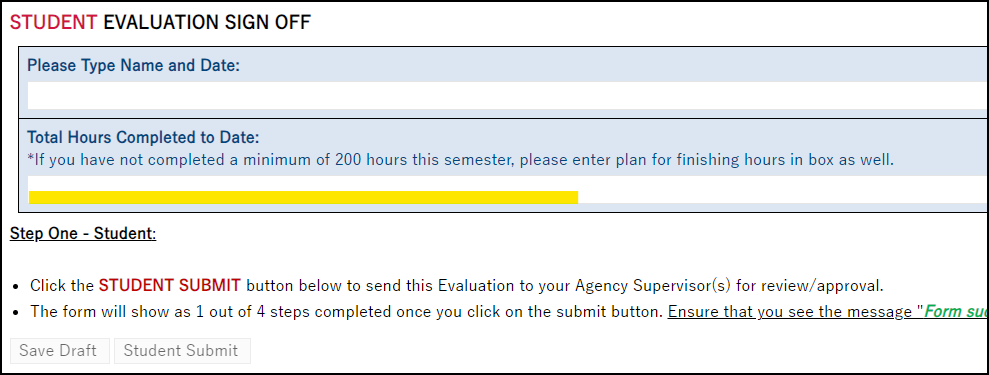 STUDENT EVALUATION SIGN OFF
Please Type Name and Date:
Total Hours Completed to Date:
*If you have not completed a minimum of 200 hours this semester, please enter plan for finishing hours in box as well.
Step One - Student:
• Click the STUDENT SUBMIT button below to send this Evaluation to your Agency Supervisor(s) for review/approval.
• The form will show as 1 out of 4 steps completed once you click on the submit button. Ensure that you see the message "Form
Save Draft Student Submit